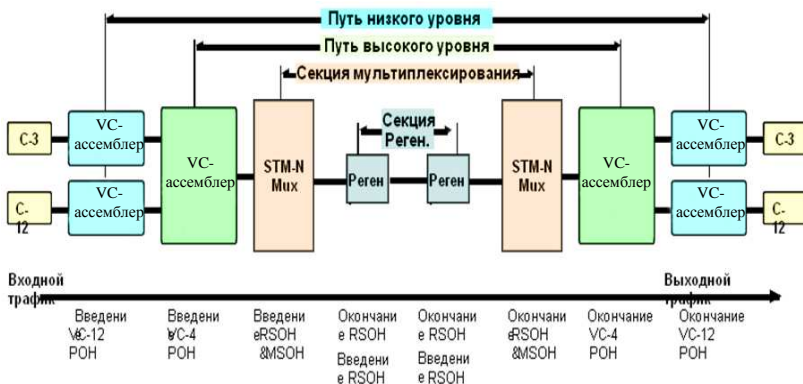 Путь низкого уровня
Путь высокого уровня
Секция мультиплексирования
Секция
Реген.
C-3
VC-
ассемблер
VC-
ассемблер
STM-N
Mux
Реген
Реген
STM-N
Mux
VC-
ассемблер
VC-
ассемблер
C-3
C-
12
VC-
ассемблер
VC-
ассемблер
C-
12
Входной
трафик
Выходной
трафик
Введени
е VC-12
POH
Введени
е VC-4
POH
Введени
е RSOH
&MSOH
Окончани
е RSOH
Введени
е RSOH
Окончани
е RSOH
Введени
е RSOH
Окончани
е RSOH
&MSOH
Окончание
VC-4
POH
Окончание
VC-12
POH